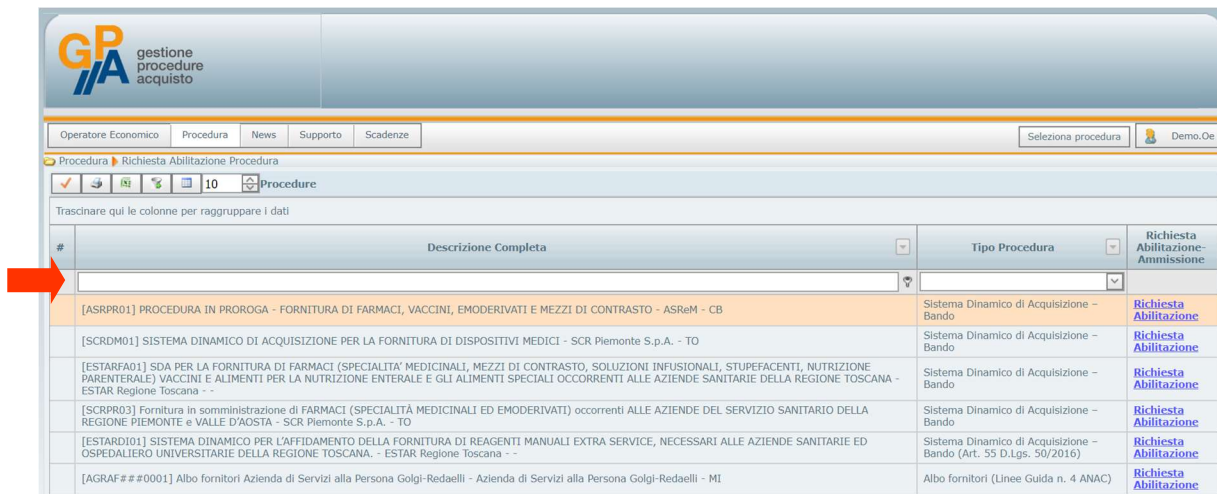 GPA
gestione
procedure
acquisto
Operatore Economico Procedura News Supporto Scadenze Seleziona procedura Demo.Oe
Procedura Richiesta Abilitazione Procedura
10 Procedure
Trascinare qui le colonne per raggruppare i dati
# Descrizione Completa Tipo Procedura Richiesta
Abilitazione-
Ammissione
[ASRPR01] PROCEDURA IN PROROGA - FORNITURA DI FARMACI, VACCINI, EMODERIVATI E MEZZI DI CONTRASTO - ASReM - CB
Sistema Dinamico di Acquisizione –
Bando
Richiesta
Abilitazione
[SCRDM01] SISTEMA DINAMICO DI ACQUISIZIONE PER LA FORNITURA DI DISPOSITIVI MEDICI - SCR Piemonte S.p.A. - TO
Sistema Dinamico di Acquisizione –
Bando
Richiesta
Abilitazione
[ESTARFA01] SDA PER LA FORNITURA DI FARMACI (SPECIALITA' MEDICINALI, MEZZI DI CONTRASTO, SOLUZIONI INFUSIONALI, STUPEFACENTI, NUTRIZIONE
PARENTERALE) VACCINI E ALIMENTI PER LA NUTRIZIONE ENTERALE E GLI ALIMENTI SPECIALI OCCORRENTI ALLE AZIENDE SANITARIE DELLA REGIONE TOSCANA -
ESTAR Regione Toscana - -
Sistema Dinamico di Acquisizione –
Bando
Richiesta
Abilitazione
[SCRPR03] Fornitura in somministrazione di FARMACI (SPECIALITÀ MEDICINALI ED EMODERIVATI) occorrenti ALLE AZIENDE DEL SERVIZIO SANITARIO DELLA
REGIONE PIEMONTE e VALLE D'AOSTA - SCR Piemonte S.p.A. - TO
Sistema Dinamico di Acquisizione –
Bando
Richiesta
Abilitazione
[ESTARDI01] SISTEMA DINAMICO PER L'AFFIDAMENTO DELLA FORNITURA DI REAGENTI MANUALI EXTRA SERVICE, NECESSARI ALLE AZIENDE SANITARIE ED
OSPEDALIERO UNIVERSITARIE DELLA REGIONE TOSCANA. - ESTAR Regione Toscana - -
Sistema Dinamico di Acquisizione –
Bando (Art. 55 D.Lgs. 50/2016)
Richiesta
Abilitazione
[AGRAF###0001] Albo fornitori Azienda di Servizi alla Persona Golgi-Redaelli - Azienda di Servizi alla Persona Golgi-Redaelli - MI
Albo fornitori (Linee Guida n. 4 ANAC)
Richiesta
Abilitazione